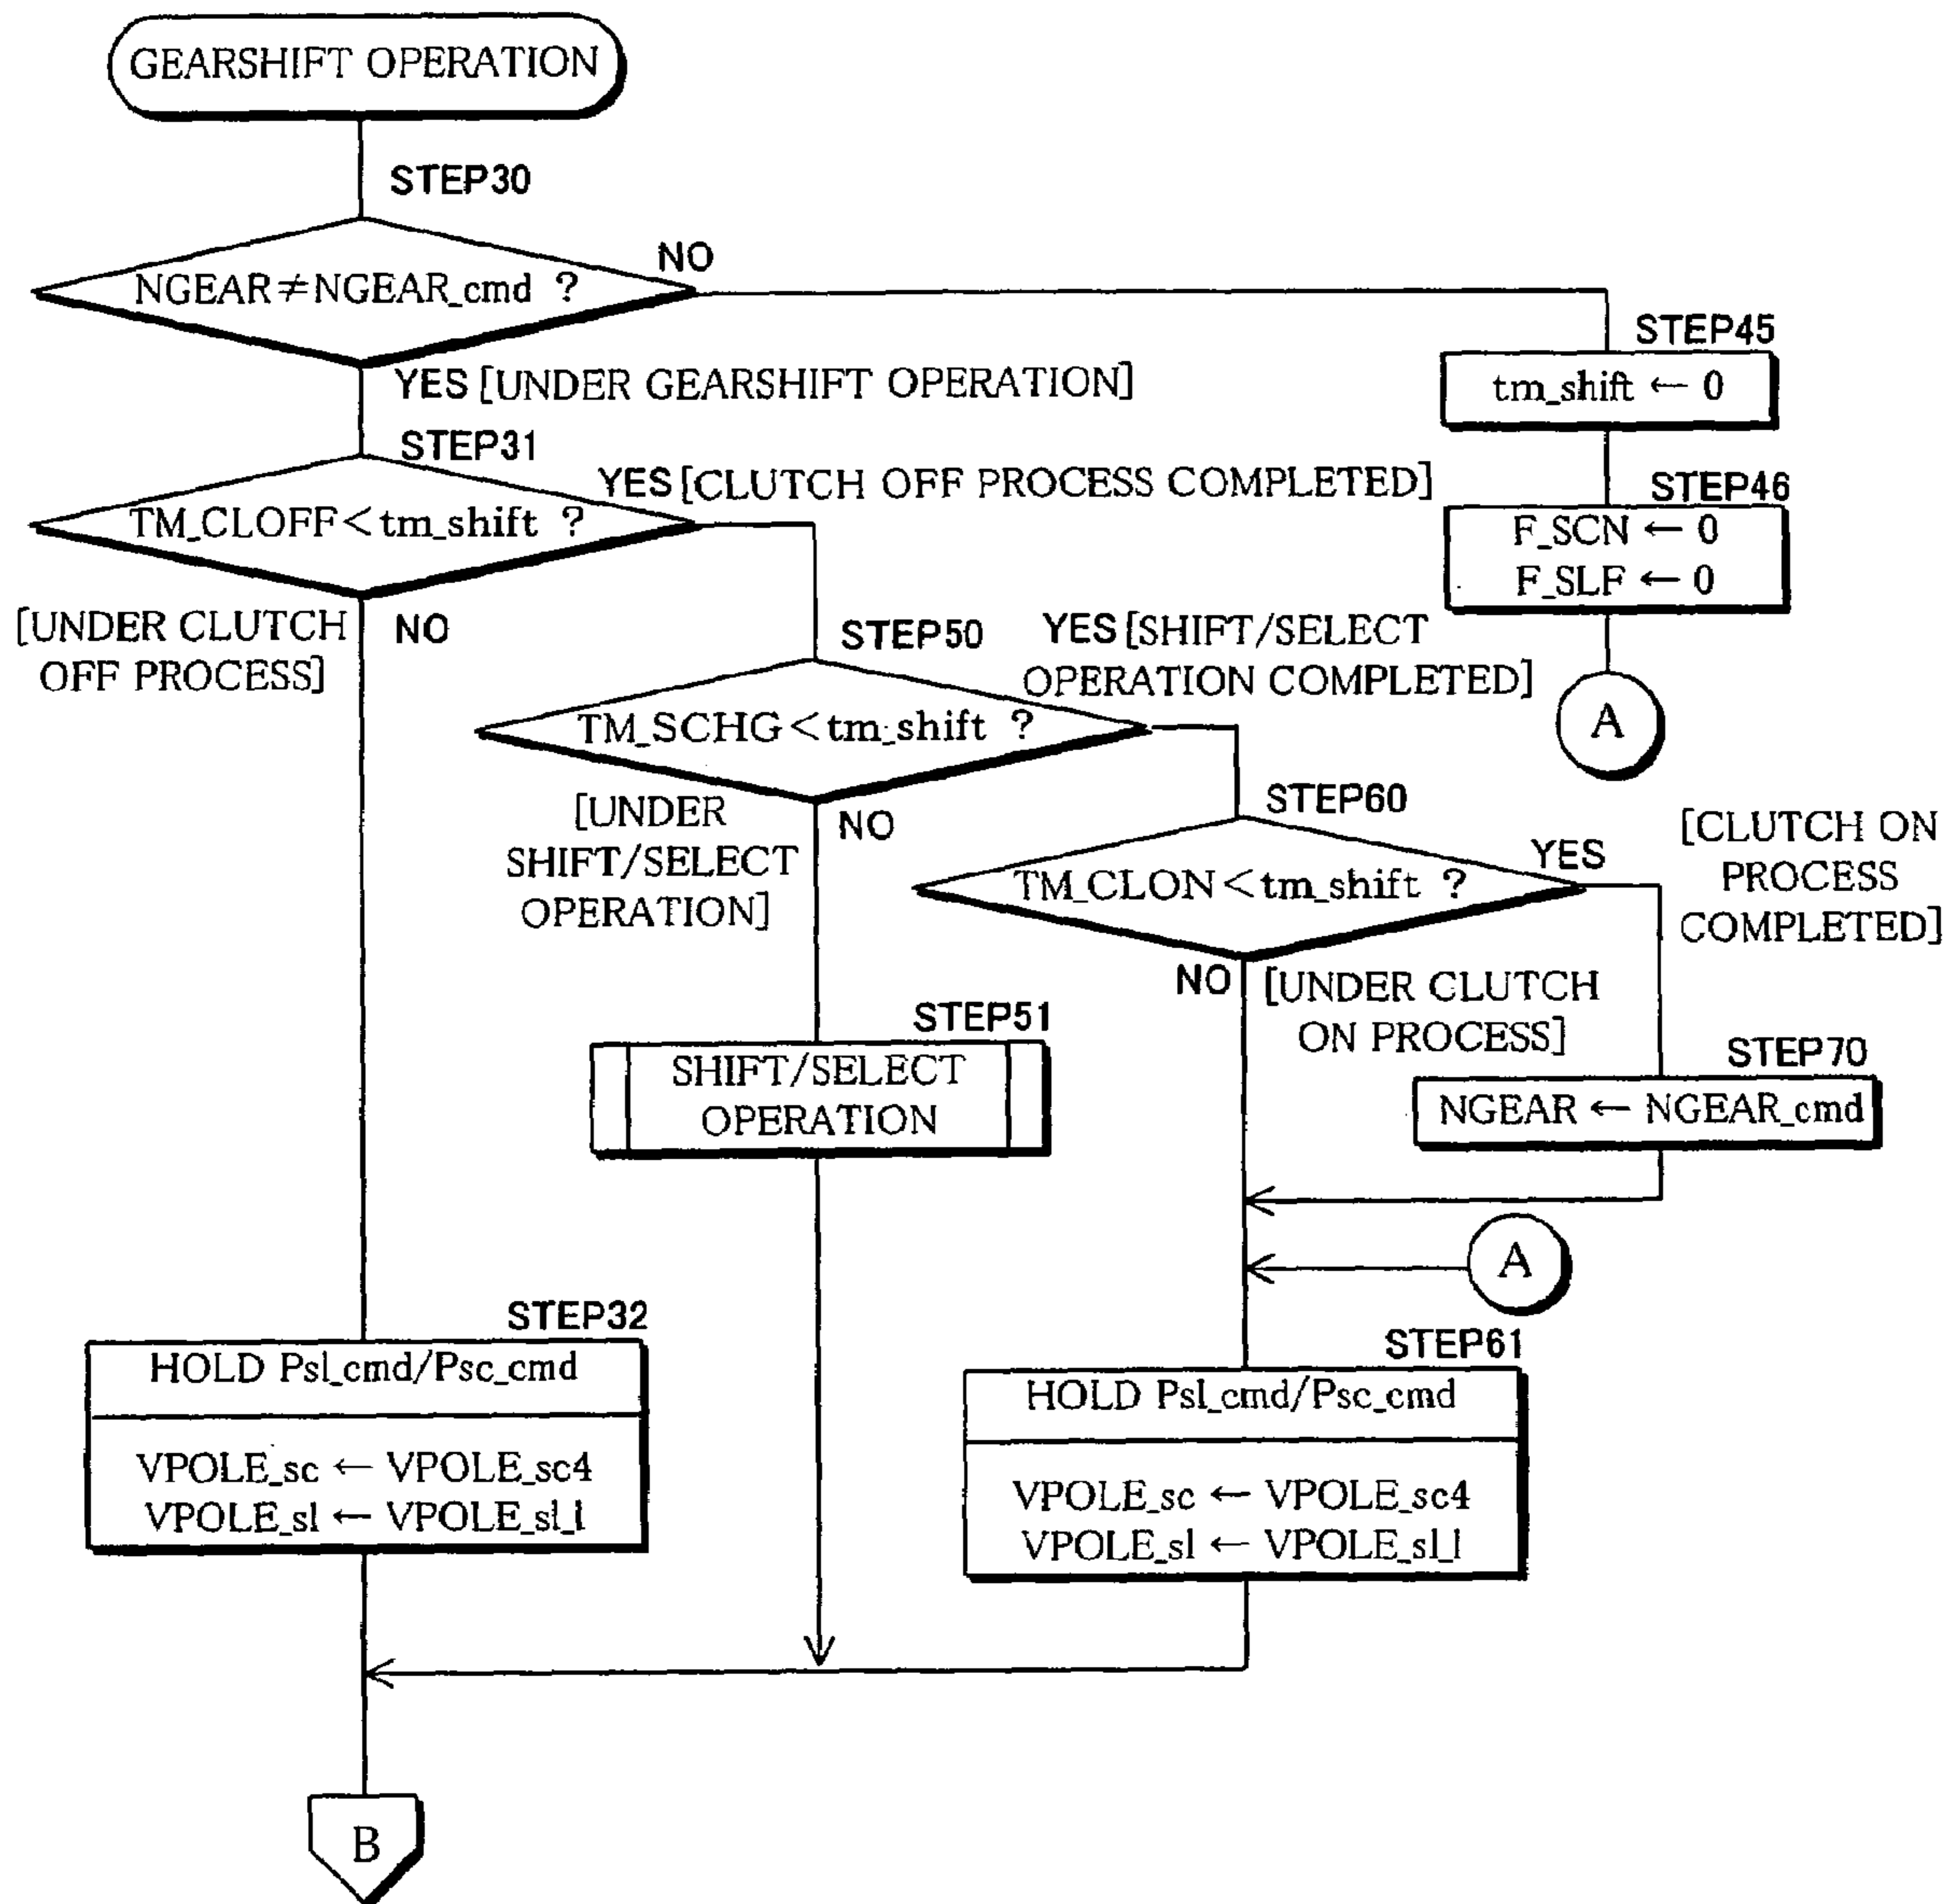 GEARSHIFT OPERATION
STEP30
NGEAR≠NGEAR_cmd ?
NO
YES [UNDER GEARSHIFT OPERATION]
STEP45
tm_shift ← 0
STEP46
F_SCN ← 0
F_SLF ← 0
A
STEP31
TM_CLOFF<tm_shift ?
YES [CLUTCH OFF PROCESS COMPLETED]
[UNDER CLUTCH
OFF PROCESS]
NO
STEP50
TM_SCHG<tm_shift ?
YES [SHIFT/SELECT
OPERATION COMPLETED]
[UNDER
SHIFT/SELECT
OPERATION]
NO
STEP60
TM_CLON<tm_shift ?
YES
[CLUTCH ON
PROCESS
COMPLETED]
NO
[UNDER CLUTCH
ON PROCESS]
STEP51
SHIFT/SELECT
OPERATION
STEP70
NGEAR ← NGEAR_cmd
A
STEP32
HOLD Psl_cmd/Psc_cmd
VPOLE_sc ← VPOLE_sc4
VPOLE_sl ← VPOLE_sl_l
STEP61
HOLD Psl_cmd/Psc_cmd
VPOLE_sc ← VPOLE_sc4
VPOLE_sl ← VPOLE_sl_l
B